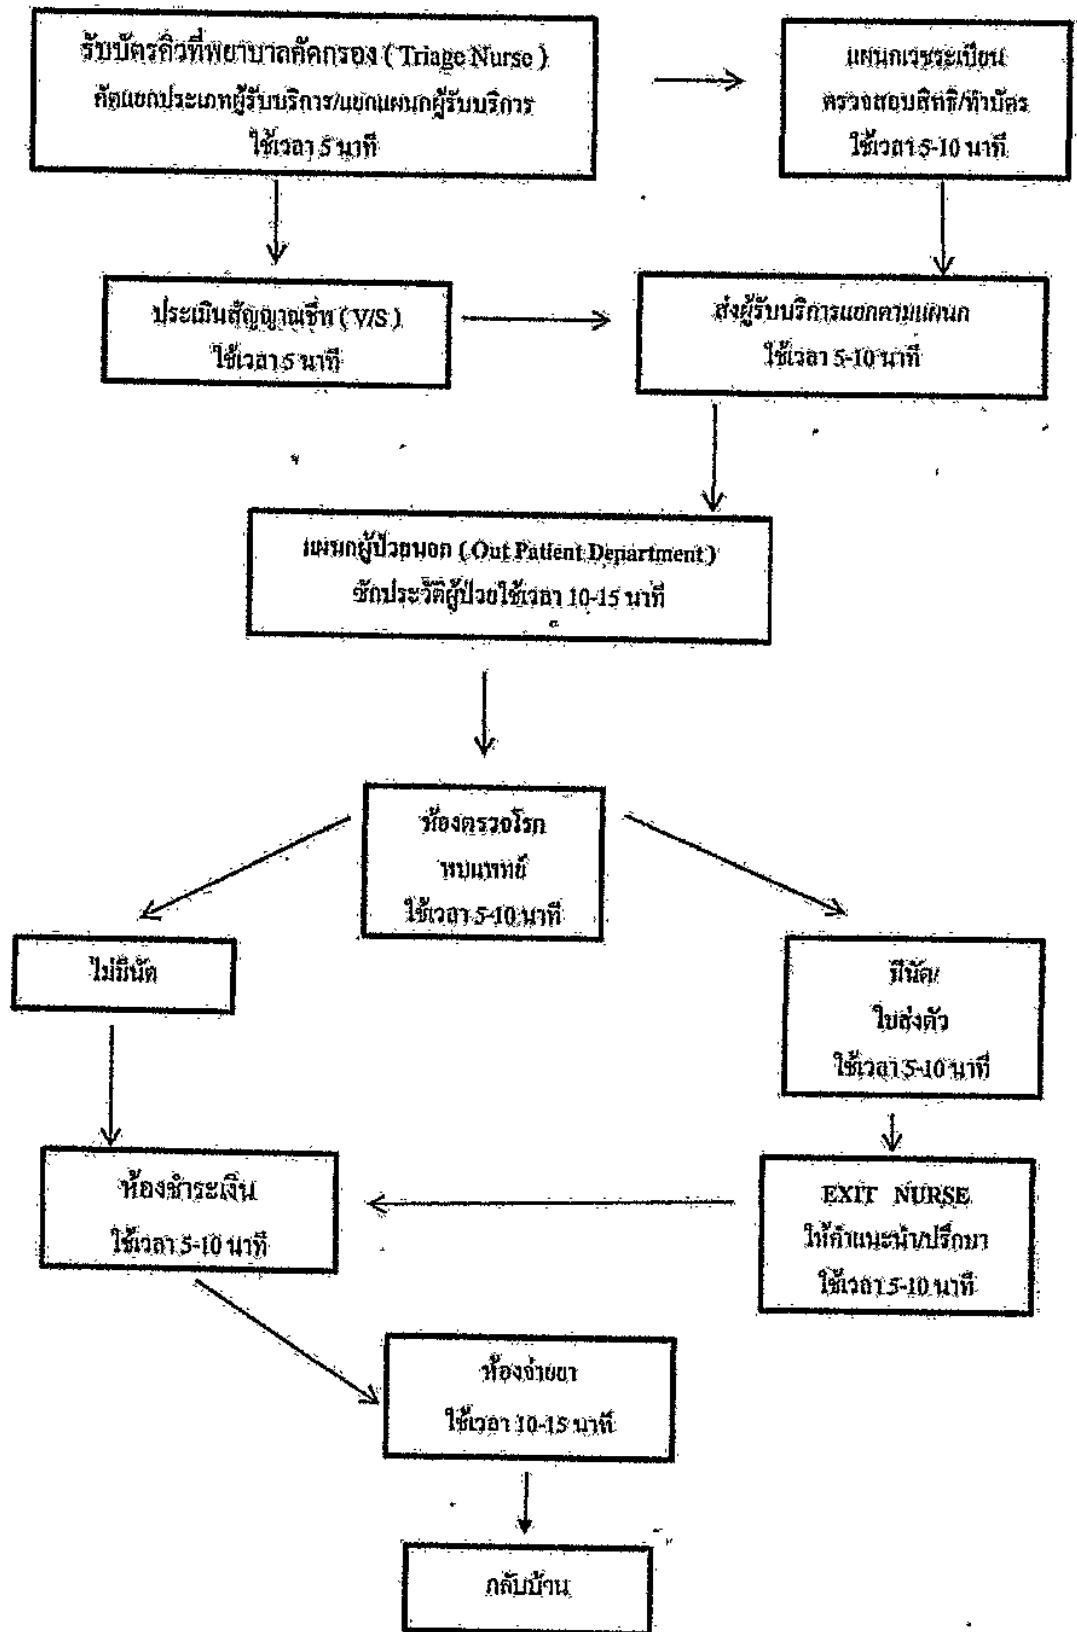 รับบัตรคิวที่พยาบาลคัดกรอง ( Triage Nurse )
คัดแยกประเภทผู้รับบริการ/แยกแผนกผู้รับบริการ
ใช้เวลา 5 นาที
แผนกเวชระเบียน
ตรวจสอบสิทธิ/ทำบัตร
ใช้เวลา 5-10 นาที
ประเมินสัญญาณชีพ ( V/S )
ใช้เวลา 5 นาที
ส่งผู้รับบริการแยกตามแผนก
ใช้เวลา 5-10 นาที
แผนกผู้ป่วยนอก ( Out Patient Department )
ซักประวัติผู้ป่วยใช้เวลา 10-15 นาที
ห้องตรวจโรค
พบแพทย์
ใช้เวลา 5-10 นาที
ไม่มีนัด
มีนัด/
ใบส่งตัว
ใช้เวลา 5-10 นาที
ห้องชำระเงิน
ใช้เวลา 5-10 นาที
EXIT NURSE
ให้คำแนะนำ/ปรึกษา
ใช้เวลา 5-10 นาที
ห้องจ่ายยา
ใช้เวลา 10-15 นาที
กลับบ้าน